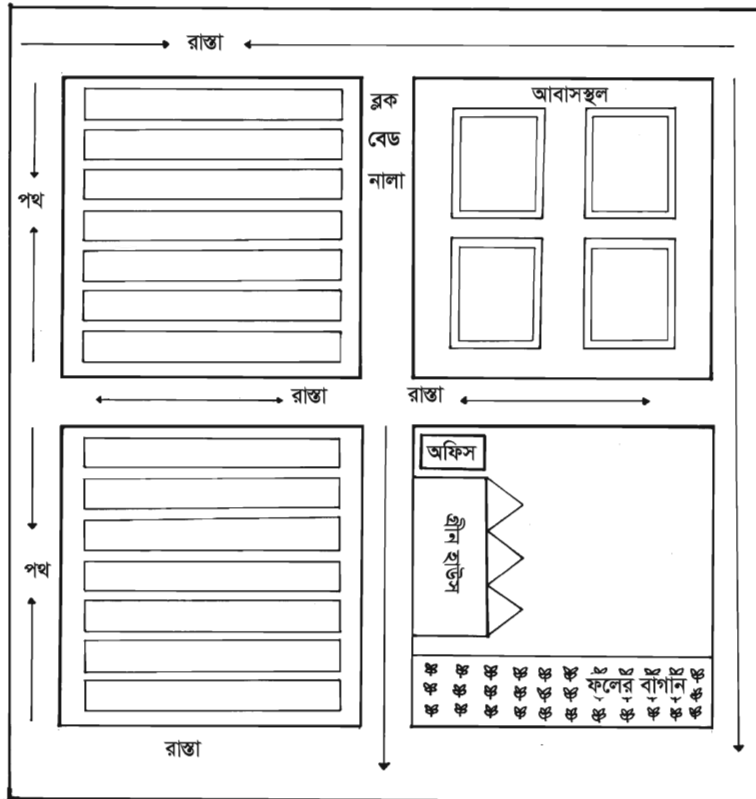 রাস্তা
ব্লক
আবাসস্থল
বেড
নালা
পথ
রাস্তা
রাস্তা
অফিস
গ্রীন হাউস
পথ
ফলের বাগান
রাস্তা